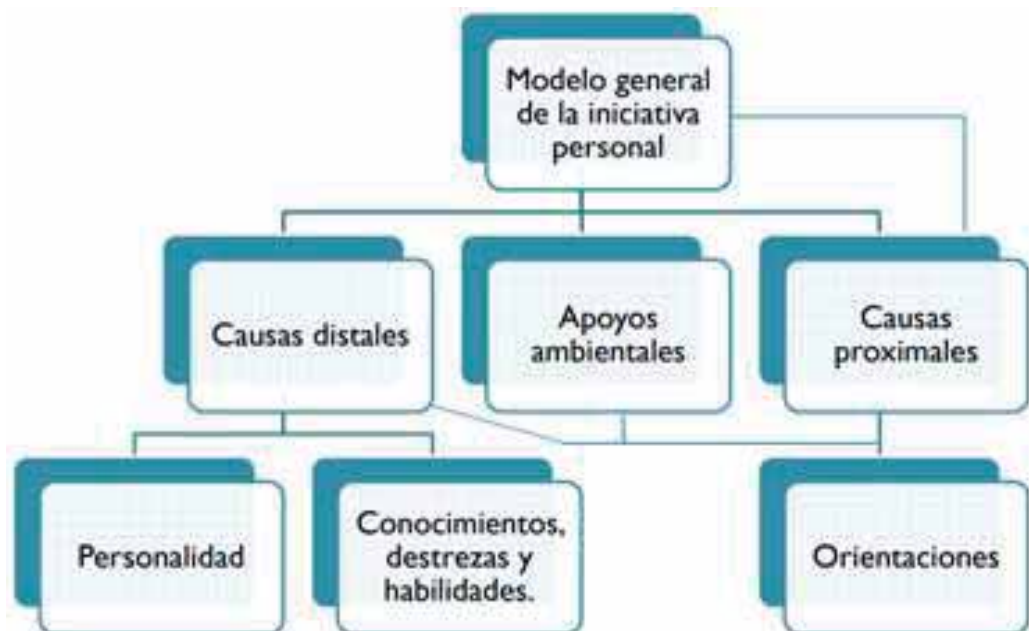 Modelo general
de la iniciativa
personal
Causas distales
Apoyos
ambientales
Causas
proximales
Personalidad
Conocimientos,
destrezas y
habilidades.
Orientaciones